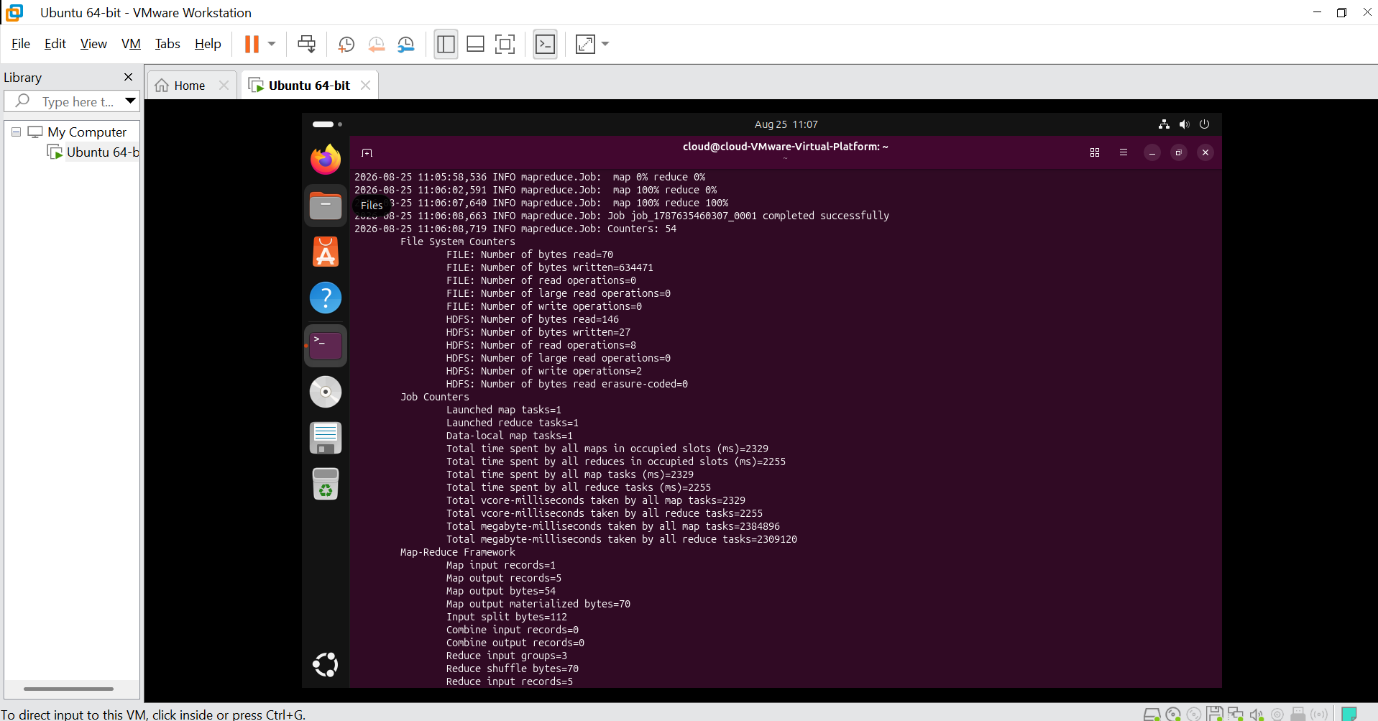 Ubuntu 64-bit - VMware Workstation
File Edit View VM Tabs Help
Library
Type here t...
My Computer
Ubuntu 64-b
Home
Ubuntu 64-bit
Aug 25 11:07
cloud@cloud-VMware-Virtual-Platform: ~
~
Files
2026-08-25 11:05:58,536 INFO mapreduce.Job:  map 0% reduce 0%
2026-08-25 11:06:02,591 INFO mapreduce.Job:  map 100% reduce 0%
-08-25 11:06:07,640 INFO mapreduce.Job:  map 100% reduce 100%
-08-25 11:06:08,663 INFO mapreduce.Job: Job job_1787635460307_0001 completed successfully
2026-08-25 11:06:08,719 INFO mapreduce.Job: Counters: 54
File System Counters
FILE: Number of bytes read=70
FILE: Number of bytes written=634471
FILE: Number of read operations=0
FILE: Number of large read operations=0
FILE: Number of write operations=0
HDFS: Number of bytes read=146
HDFS: Number of bytes written=27
HDFS: Number of read operations=8
HDFS: Number of large read operations=0
HDFS: Number of write operations=2
HDFS: Number of bytes read erasure-coded=0
Job Counters
Launched map tasks=1
Launched reduce tasks=1
Data-local map tasks=1
Total time spent by all maps in occupied slots (ms)=2329
Total time spent by all reduces in occupied slots (ms)=2255
Total time spent by all map tasks (ms)=2329
Total time spent by all reduce tasks (ms)=2255
Total vcore-milliseconds taken by all map tasks=2329
Total vcore-milliseconds taken by all reduce tasks=2255
Total megabyte-milliseconds taken by all map tasks=2384896
Total megabyte-milliseconds taken by all reduce tasks=2309120
Map-Reduce Framework
Map input records=1
Map output records=5
Map output bytes=54
Map output materialized bytes=70
Input split bytes=112
Combine input records=0
Combine output records=0
Reduce input groups=3
Reduce shuffle bytes=70
Reduce input records=5
To direct input to this VM, click inside or press Ctrl+G.